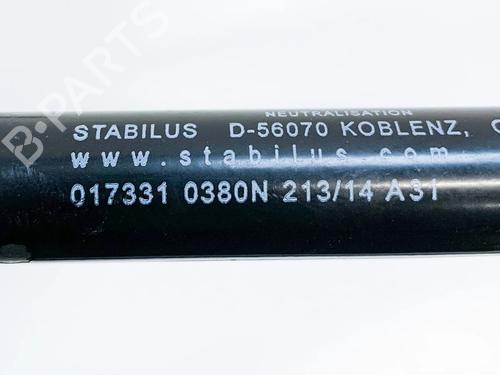 B-PARTS
NEUTRALISATION
STABILUS D-56070 KOBLENZ,
www.stabilus.com
017331 0380N 213/14 A31